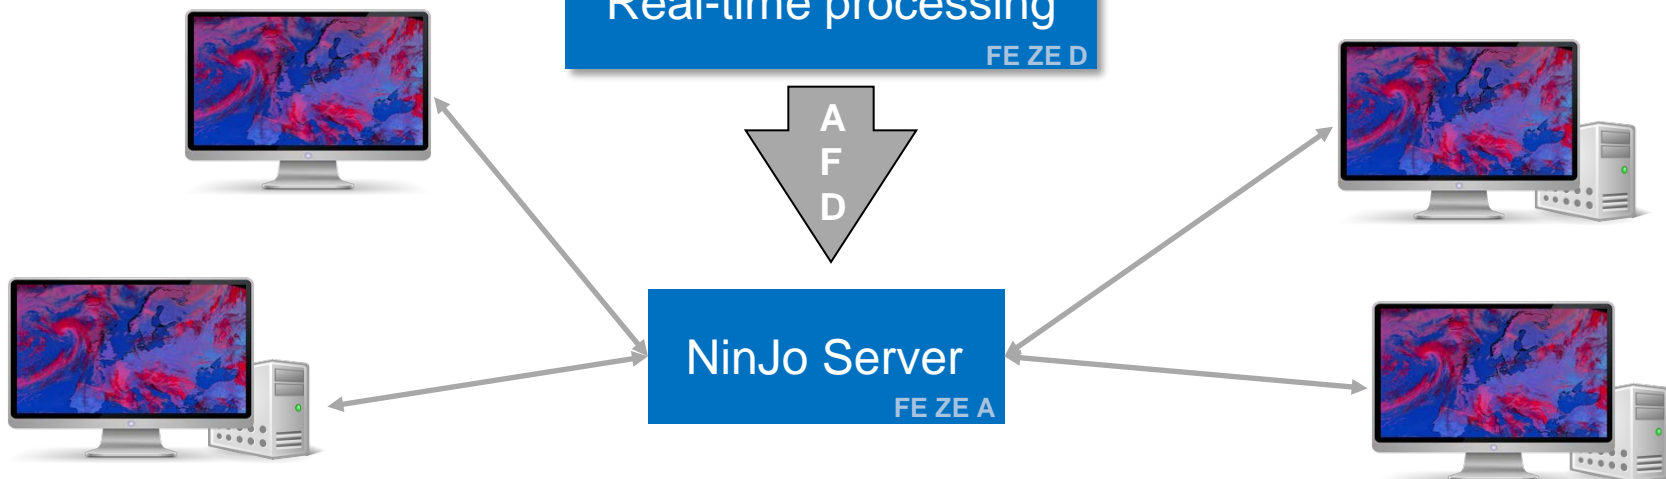 Real-time processing
FE ZE D
A
F
D
NinJo Server
FE ZE A